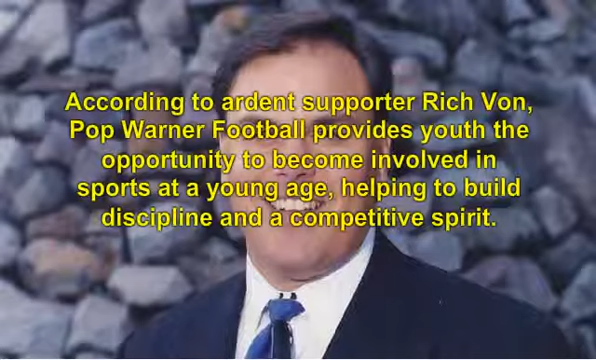 According to ardent supporter Rich Von,
Pop Warner Football provides youth the
opportunity to become involved in
sports at a young age, helping to build
discipline and a competitive spirit.